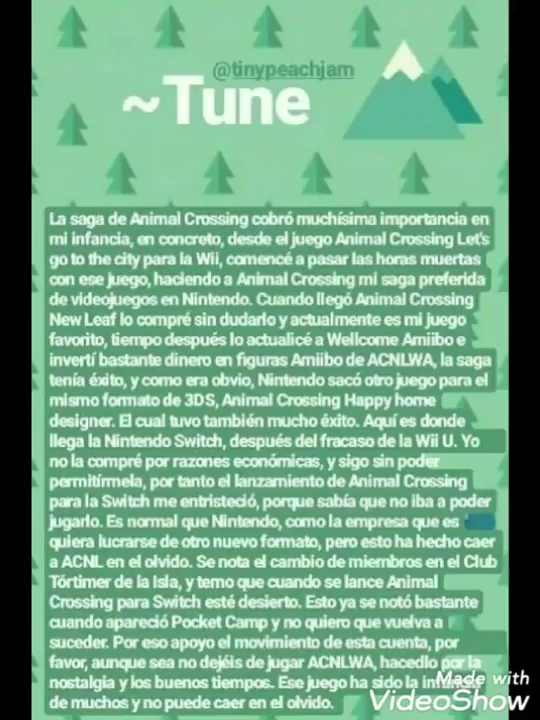 @tinypeachjam
~Tune
La saga de Animal Crossing cobró muchísima importancia en
mi infancia, en concreto, desde el juego Animal Crossing Let's
go to the city para la Wii, comencé a pasar las horas muertas
con ese juego, haciendo a Animal Crossing mi saga preferida
de videojuegos en Nintendo. Cuando llegó Animal Crossing
New Leaf lo compré sin dudarlo y actualmente es mi juego
favorito, tiempo después lo actualicé a Wellcome Amiibo e
invertí bastante dinero en figuras Amiibo de ACNLWA, la saga
tenía éxito, y como era obvio, Nintendo sacó otro juego para el
mismo formato de 3DS, Animal Crossing Happy home
designer. El cual tuvo también mucho éxito. Aquí es donde
llega la Nintendo Switch, después del fracaso de la Wii U. Yo
no la compré por razones económicas, y sigo sin poder
permitírmela, por tanto el lanzamiento de Animal Crossing
para la Switch me entristeció, porque sabía que no iba a poder
jugarlo. Es normal que Nintendo, como la empresa que es
quiera lucrarse de otro nuevo formato, pero esto ha hecho caer
a ACNL en el olvido. Se nota el cambio de miembros en el Club
Tórtimer de la Isla, y temo que cuando se lance Animal
Crossing para Switch esté desierto. Esto ya se notó bastante
cuando apareció Pocket Camp y no quiero que vuelva a
suceder. Por eso apoyo el movimiento de esta cuenta, por
favor, aunque sea no dejéis de jugar ACNLWA, hacedlo por la
nostalgia y los buenos tiempos. Ese juego ha sido la infancia
de muchos y no puede caer en el olvido.
Made with
VideoShow